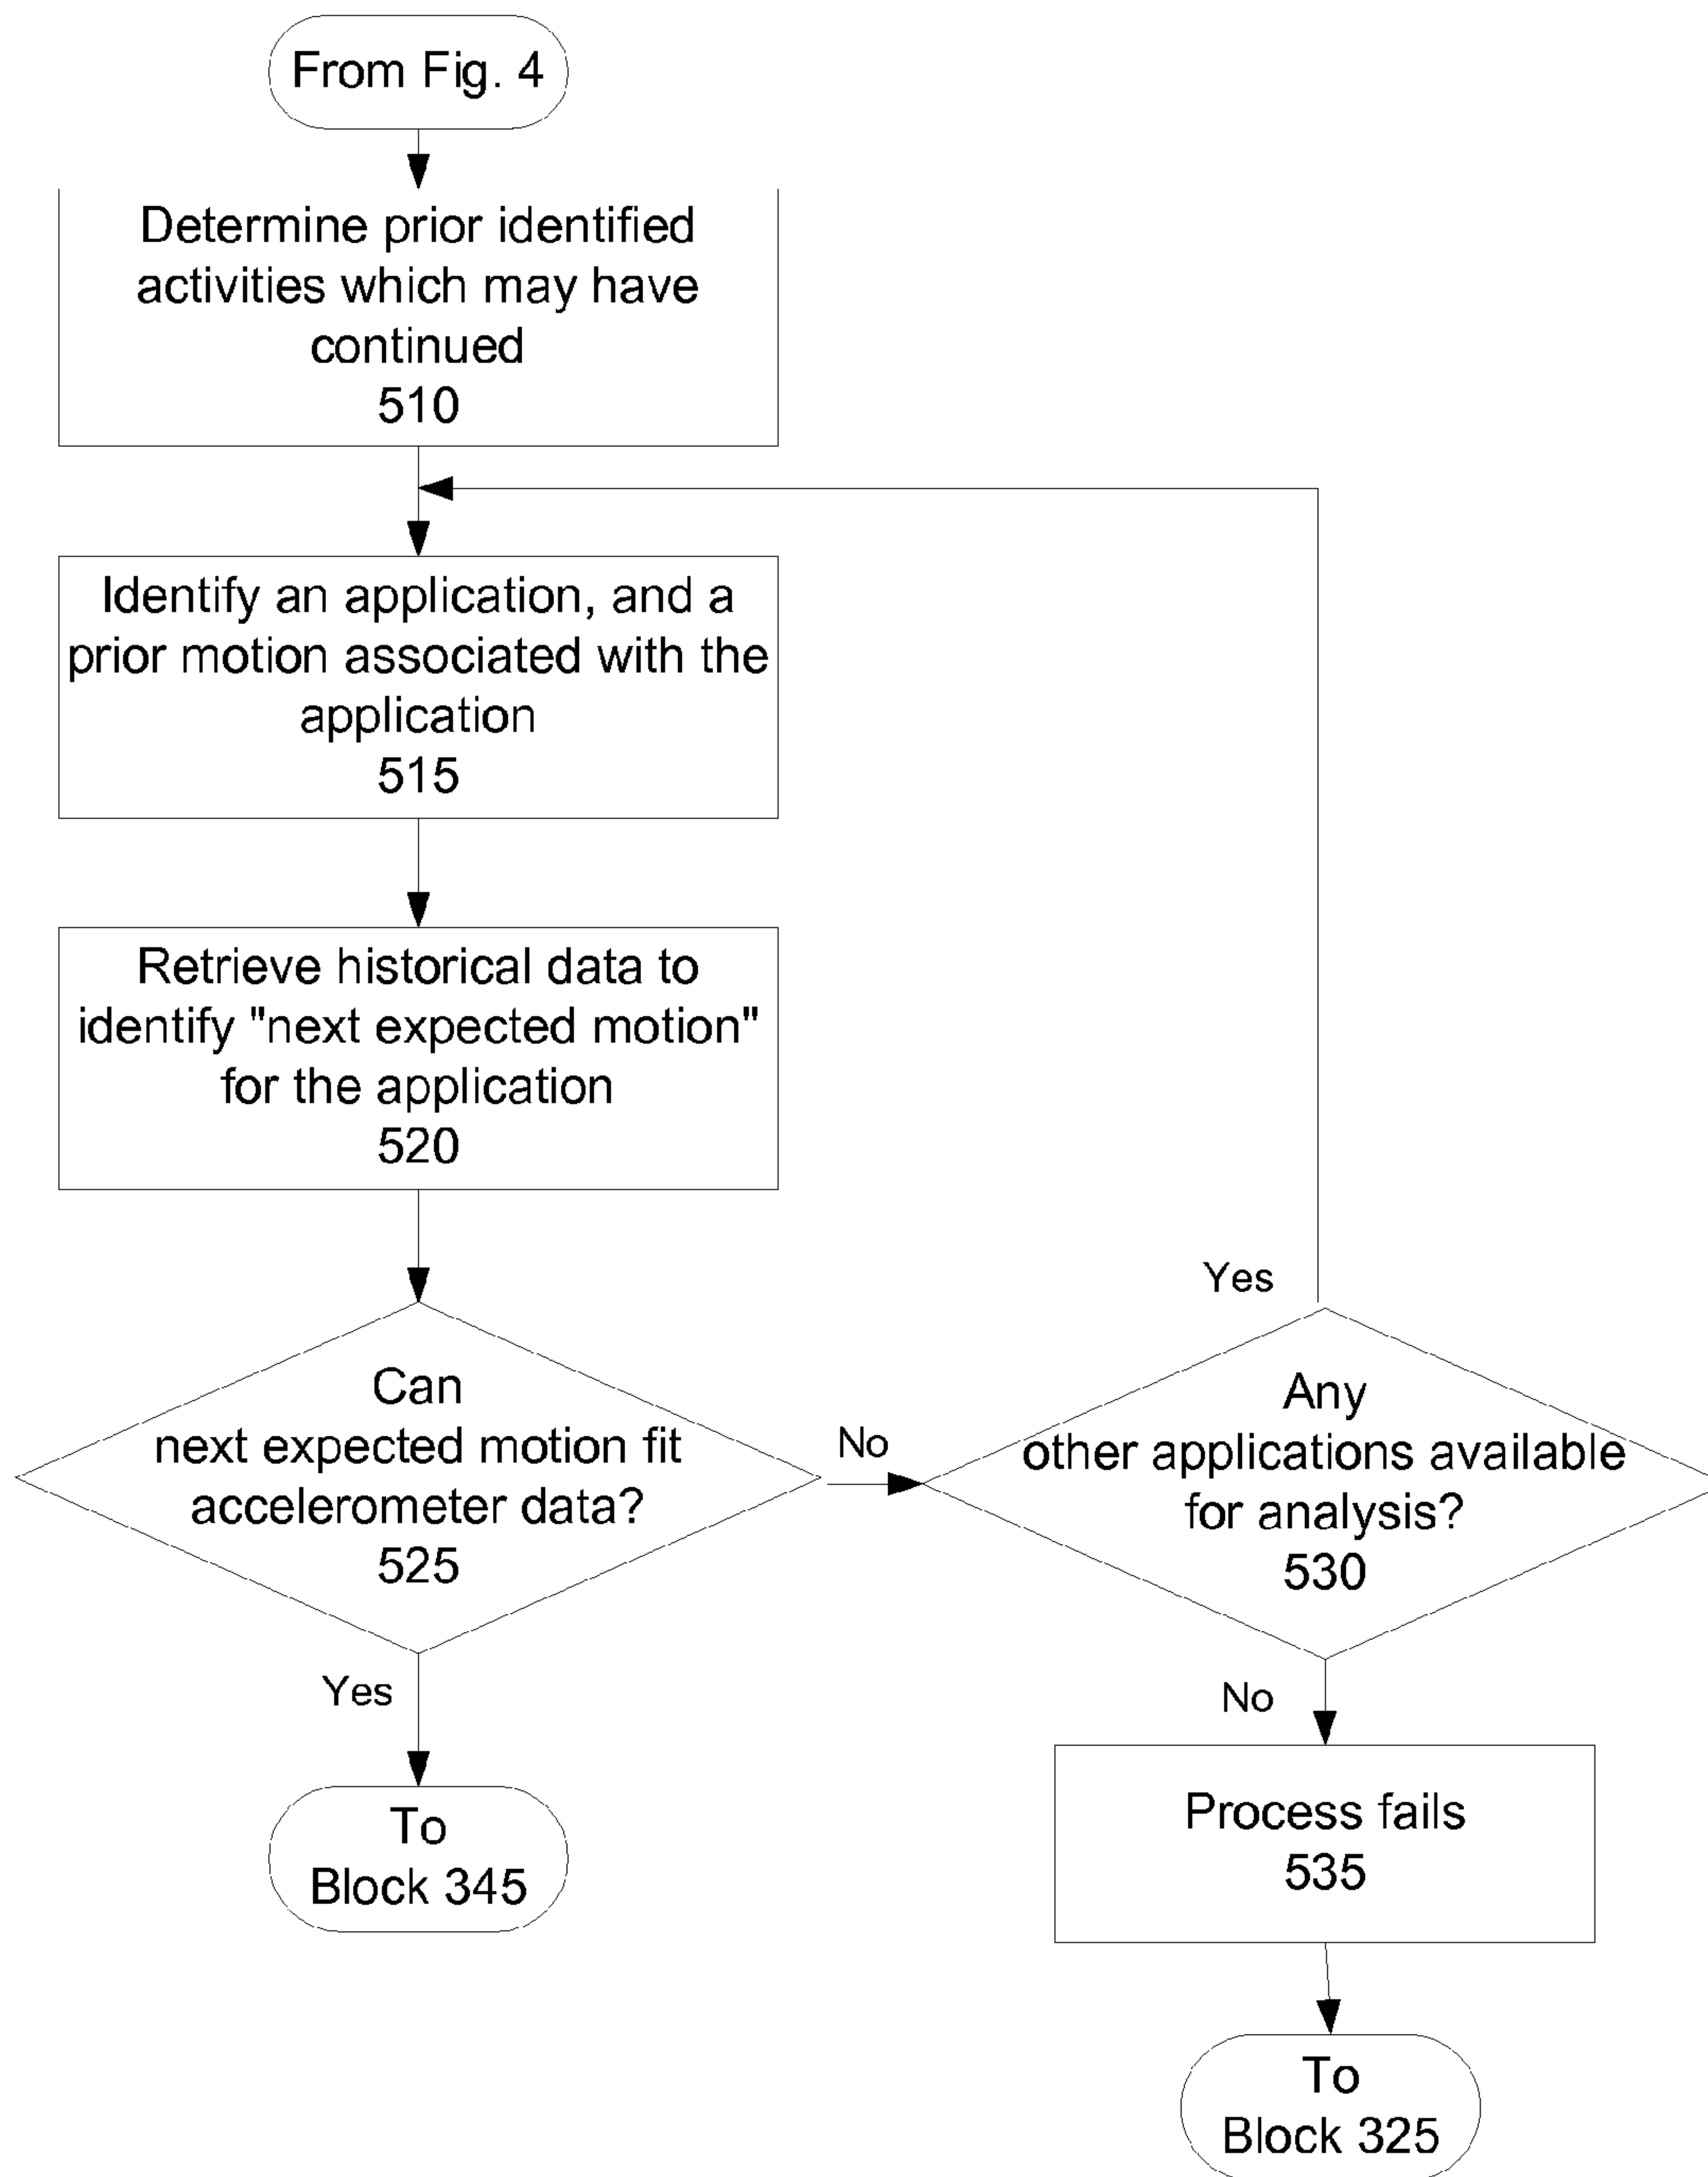 From Fig. 4
Determine prior identified
activities which may have
continued
510
Identify an application, and a
prior motion associated with the
application
515
Retrieve historical data to
identify "next expected motion"
for the application
520
Can
next expected motion fit
accelerometer data?
525
Yes
No
To
Block 345
Any
other applications available
for analysis?
530
Yes
No
Process fails
535
To
Block 325